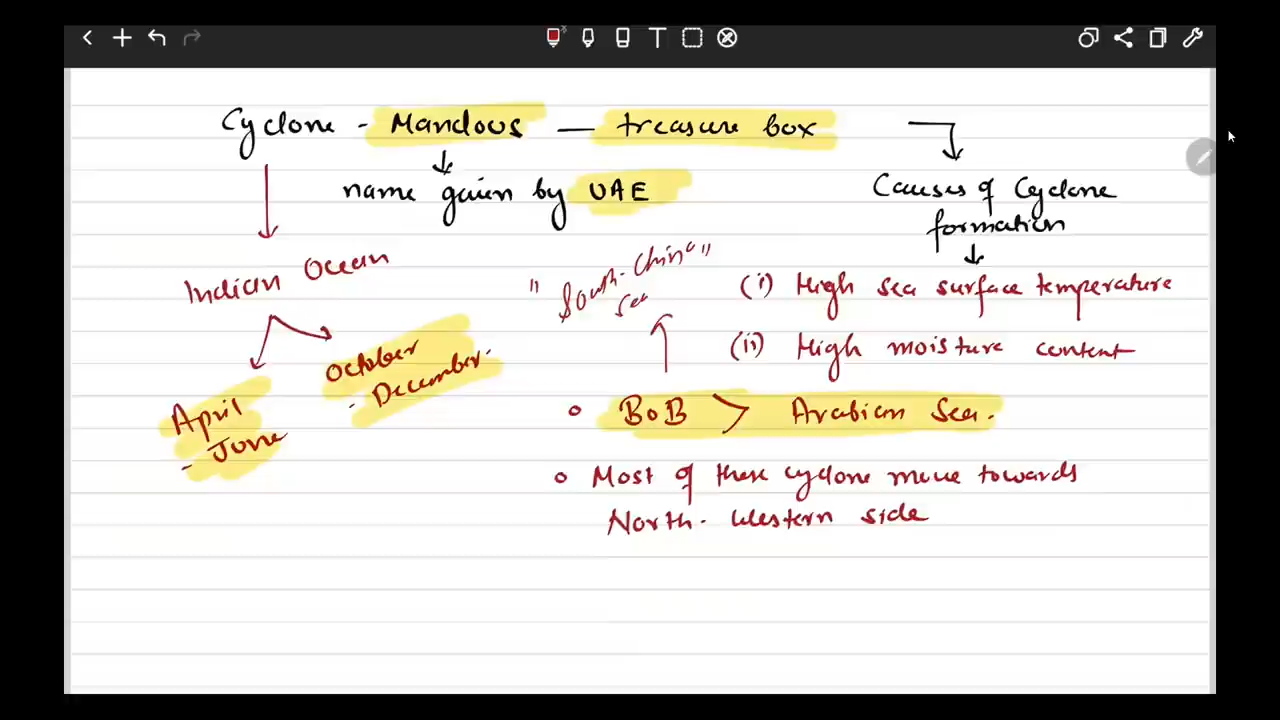 Cyclone - Mandous — treasure box
name given by UAE
Causes of Cyclone
formation
Indian Ocean
"South-China"
Sea
(i) High sea surface temperature
(ii) High moisture content
October
- December.
April
- June
BoB > Arabian Sea.
Most of these cyclone move towards
North-Western side